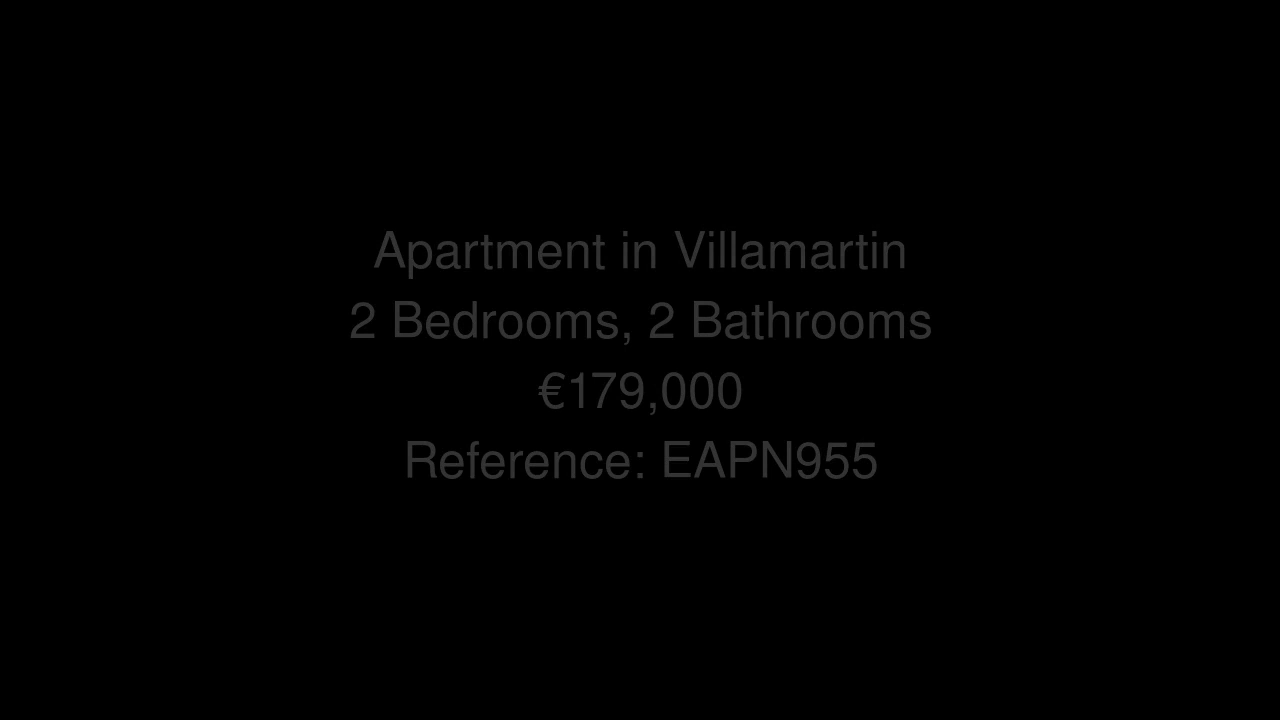 Apartment in Villamartin
2 Bedrooms, 2 Bathrooms
€179,000
Reference: EAPN955